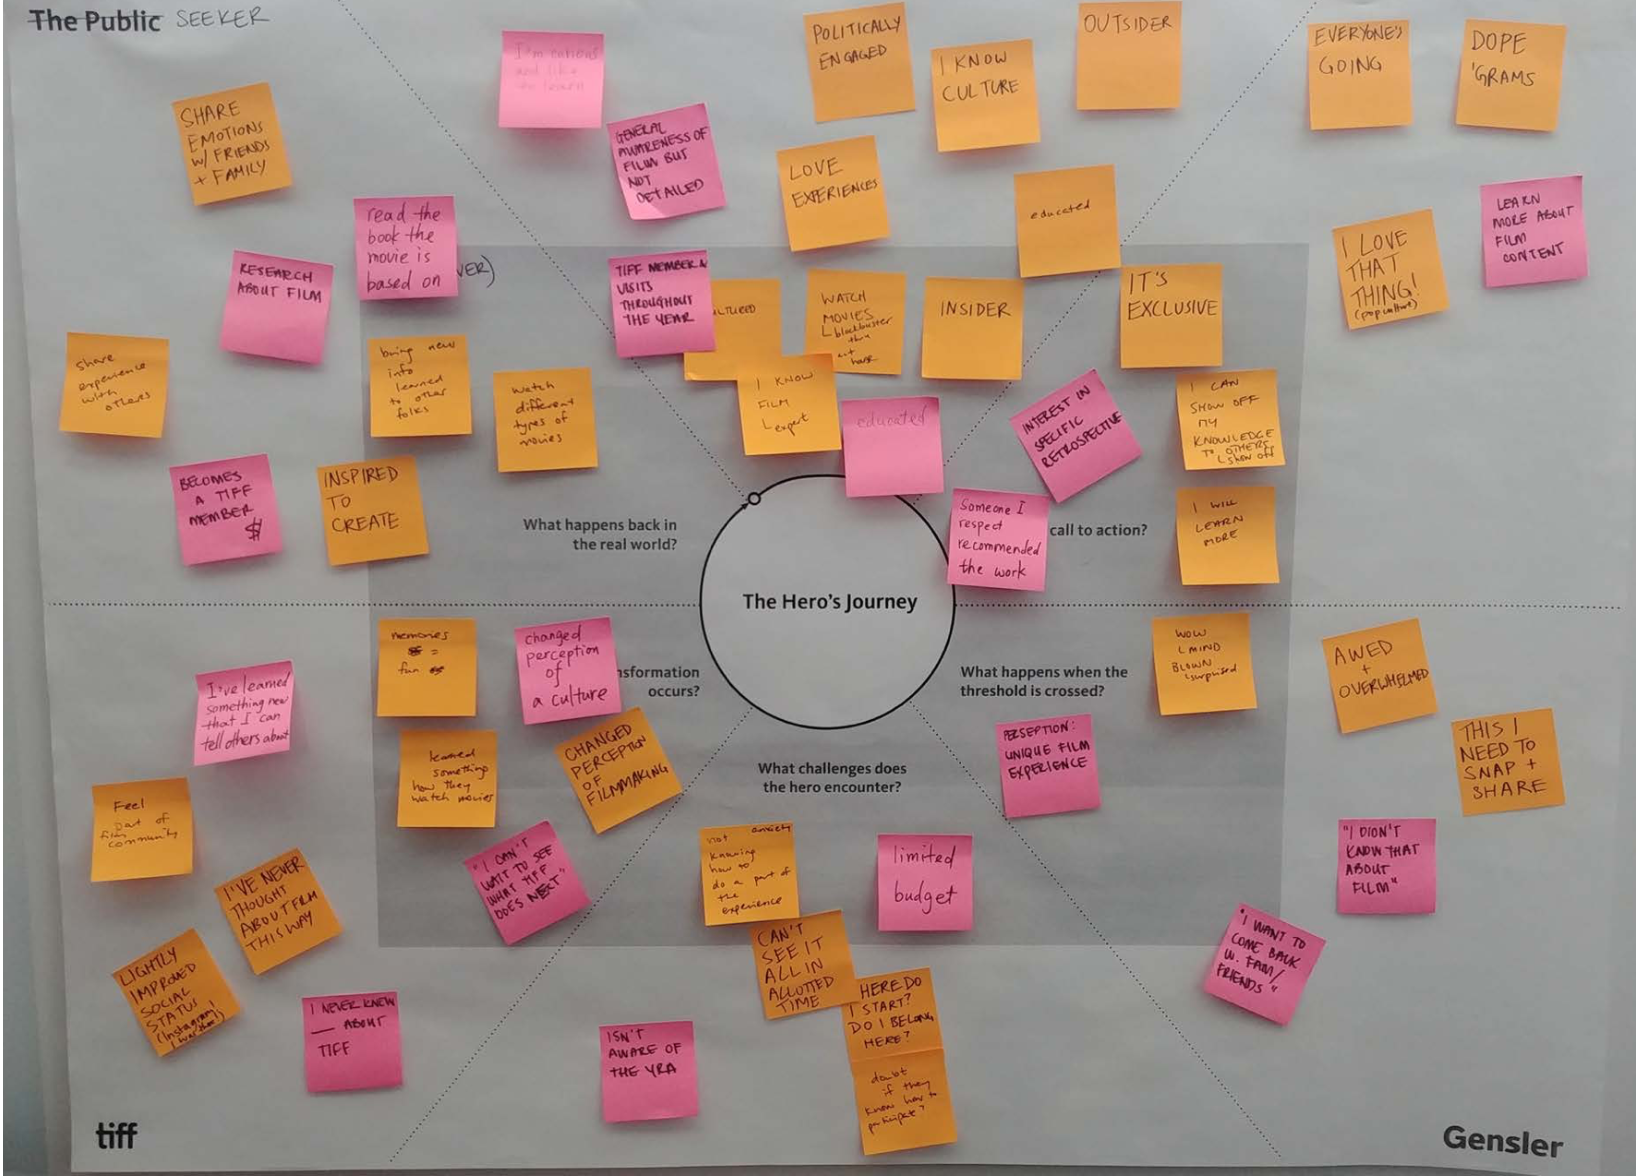 The Public SEEKER
I'm curious
and like
to learn
GENERAL
AWARENESS OF
FILM BUT
NOT
DETAILED
POLITICALLY
ENGAGED
I KNOW
CULTURE
OUTSIDER
EVERYONE'S
GOING
DOPE
'GRAMS
SHARE
EMOTIONS
W/ FRIENDS
+ FAMILY
read the
book the
movie is
based on
VER)
RESEARCH
ABOUT FILM
LOVE
EXPERIENCES
educated
I LOVE
THAT
THING!
(pop culture)
LEARN
MORE ABOUT
FILM
CONTENT
TIFF MEMBER &
VISITS
THROUGHOUT
THE YEAR
LTURED
WATCH
MOVIES
blockbuster
art
house
INSIDER
IT'S
EXCLUSIVE
share
experience
with
others
bring new
info
learned
to other
folks
watch
different
types of
movies
I KNOW
FILM
expert
educated
INTEREST IN
SPECIFIC
RETROSPECTIVE
I CAN
SHOW OFF
MY
KNOWLEDGE
TO OTHERS
show off
BECOMES
A TIFF
MEMBER
$
INSPIRED
TO
CREATE
What happens back in
the real world?
Someone I
respect
recommended
the work
call to action?
I WILL
LEARN
MORE
The Hero's Journey
memories
=
fun
changed
perception
of
a culture
nsformation
occurs?
What happens when the
threshold is crossed?
WOW
MIND
BLOWN
surprised
AWED
+
OVERWHELMED
I've learned
something new
that I can
tell others about
learned
something
how they
watch movies
CHANGED
PERCEPTION
OF
FILMMAKING
What challenges does
the hero encounter?
PERSEPTION:
UNIQUE FILM
EXPERIENCE
THIS I
NEED TO
SNAP +
SHARE
Feel
part of
film
community
I'VE NEVER
THOUGHT
ABOUT FILM
THIS WAY
"I CAN'T
WAIT TO SEE
WHAT TIFF
DOES NEXT"
not anxiety
knowing
how to
do a part of
the
experience
limited
budget
"I DIDN'T
KNOW THAT
ABOUT
FILM"
"I WANT TO
COME BACK
W. FAM/
FRIENDS"
LIGHTLY
IMPROVED
SOCIAL
STATUS
(Instagram
I was there!)
I NEVER KNEW
__ ABOUT
TIFF
CAN'T
SEE IT
ALL IN
ALLOTTED
TIME
HERE DO
I START?
DO I BELONG
HERE?
ISN'T
AWARE OF
THE YRA
doubt
if they
know how to
participate?
tiff
Gensler